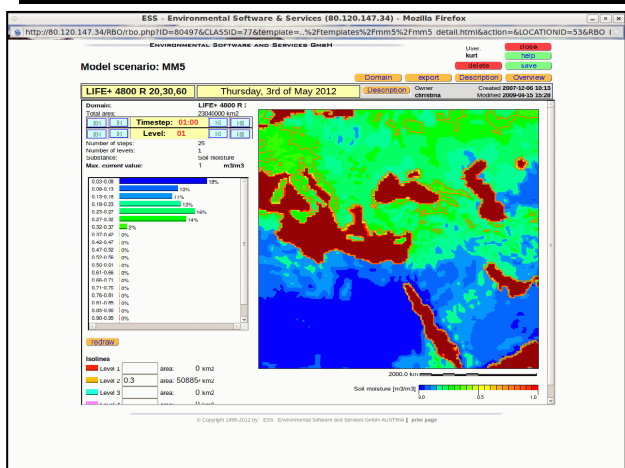 ESS - Environmental Software & Services (80.120.147.34) - Mozilla Firefox
http://80.120.147.34/RBO/rbo.php?ID=80497&CLASSID=77&template=..%2Ftemplates%2Fmm5%2Fmm5_detail.html&action=&LOCATIONID=53&RBO_I
Environmental Software and Services GmbH
User: kurt
close
help
Model scenario: MM5
delete
save
Domain
export
Description
Overview
LIFE+ 4800 R 20,30,60
Thursday, 3rd of May 2012
Description
Owner christina
Created 2007-12-06 10:13
Modified 2009-04-15 15:28
Domain: LIFE+ 4800 R
Total area: 23040000 km2
Timestep: 01:00
Level: 01
Number of steps: 25
Number of levels: 1
Substance: Soil moisture
Max. current value: 1 m3/m3
0.03-0.08 18%
0.08-0.13 12%
0.13-0.18 11%
0.18-0.23 13%
0.23-0.27 16%
0.27-0.32 14%
0.32-0.37 2%
0.37-0.42 0%
0.42-0.47 0%
0.47-0.52 0%
0.52-0.56 0%
0.56-0.61 0%
0.61-0.66 0%
0.66-0.71 0%
0.71-0.76 0%
0.76-0.81 0%
0.81-0.85 0%
0.85-0.90 0%
0.90-0.95 0%
redraw
Isolines
Level 1 area: 0 km2
Level 2 0.3 area: 50885 km2
Level 3 area: 0 km2
2000.0 km
Soil moisture [m3/m3]
0.0 0.5 1.0
© Copyright 1995-2012 by: ESS Environmental Software and Services GmbH AUSTRIA | print page